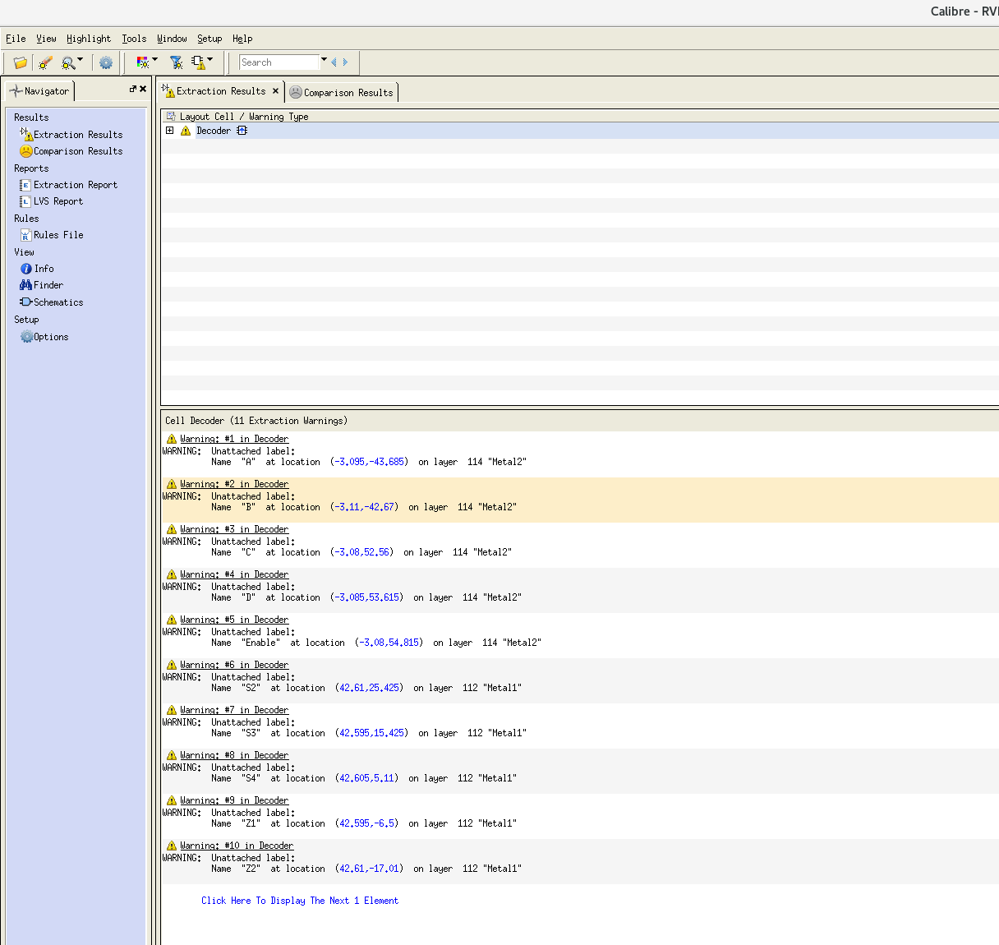 Calibre - RV
File View Highlight Tools Window Setup Help
Search
Navigator
Extraction Results
Comparison Results
Results
Extraction Results
Comparison Results
Reports
Extraction Report
LVS Report
Rules
Rules File
View
Info
Finder
Schematics
Setup
Options
Layout Cell / Warning Type
Decoder
Cell Decoder (11 Extraction Warnings)
Warning: #1 in Decoder
WARNING: Unattached label:
Name "A" at location (-3.095,-43.685) on layer 114 "Metal2"
Warning: #2 in Decoder
WARNING: Unattached label:
Name "B" at location (-3.11,-42.67) on layer 114 "Metal2"
Warning: #3 in Decoder
WARNING: Unattached label:
Name "C" at location (-3.08,52.56) on layer 114 "Metal2"
Warning: #4 in Decoder
WARNING: Unattached label:
Name "D" at location (-3.085,53.615) on layer 114 "Metal2"
Warning: #5 in Decoder
WARNING: Unattached label:
Name "Enable" at location (-3.08,54.815) on layer 114 "Metal2"
Warning: #6 in Decoder
WARNING: Unattached label:
Name "S2" at location (42.61,25.425) on layer 112 "Metal1"
Warning: #7 in Decoder
WARNING: Unattached label:
Name "S3" at location (42.595,15.425) on layer 112 "Metal1"
Warning: #8 in Decoder
WARNING: Unattached label:
Name "S4" at location (42.605,5.11) on layer 112 "Metal1"
Warning: #9 in Decoder
WARNING: Unattached label:
Name "Z1" at location (42.595,-6.5) on layer 112 "Metal1"
Warning: #10 in Decoder
WARNING: Unattached label:
Name "Z2" at location (42.61,-17.01) on layer 112 "Metal1"
Click Here To Display The Next 1 Element